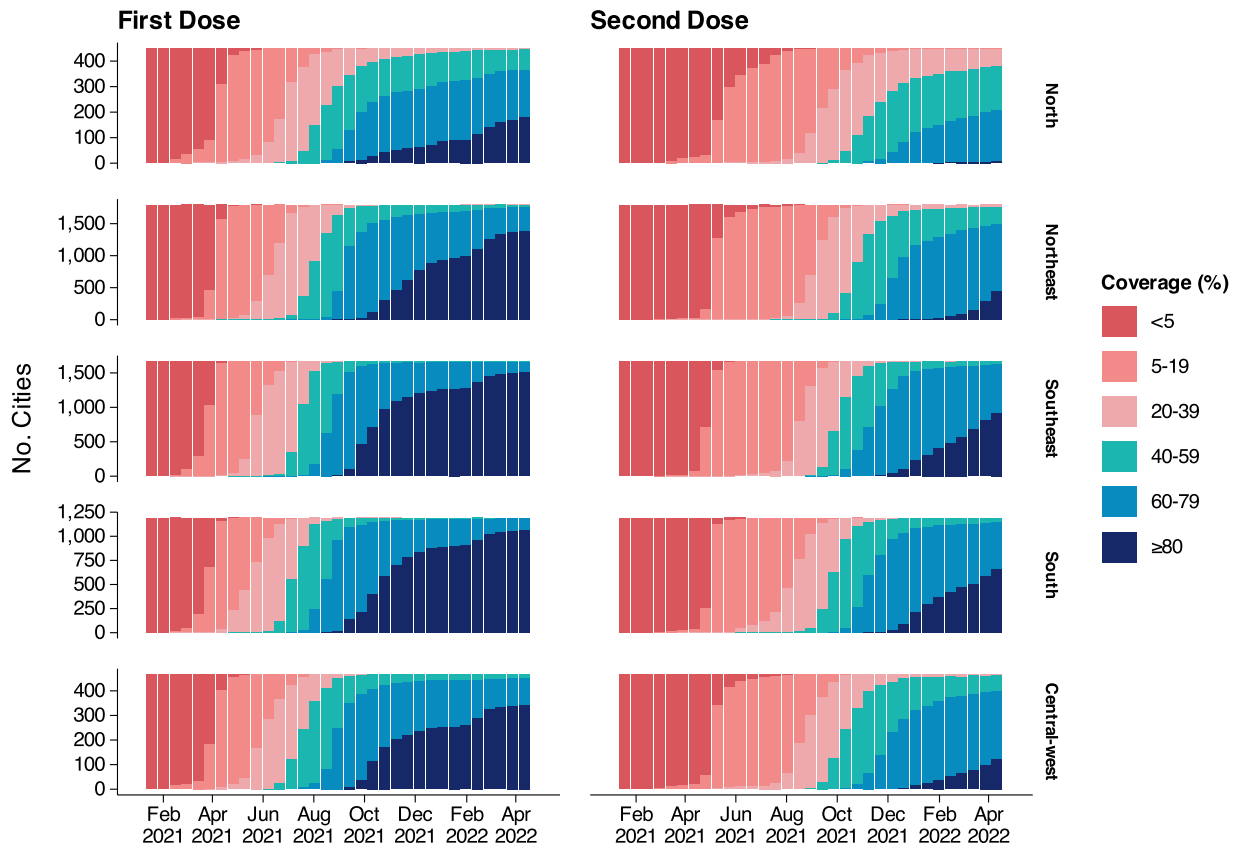 First Dose
Second Dose
No. Cities
400
300
200
100
0
North
1,500
1,000
500
0
Northeast
1,500
1,000
500
0
Southeast
1,250
1,000
750
500
250
0
South
400
300
200
100
0
Central-west
Feb Apr Jun Aug Oct Dec Feb Apr
2021 2021 2021 2021 2021 2021 2022 2022
Feb Apr Jun Aug Oct Dec Feb Apr
2021 2021 2021 2021 2021 2021 2022 2022
Coverage (%)
<5
5-19
20-39
40-59
60-79
≥80